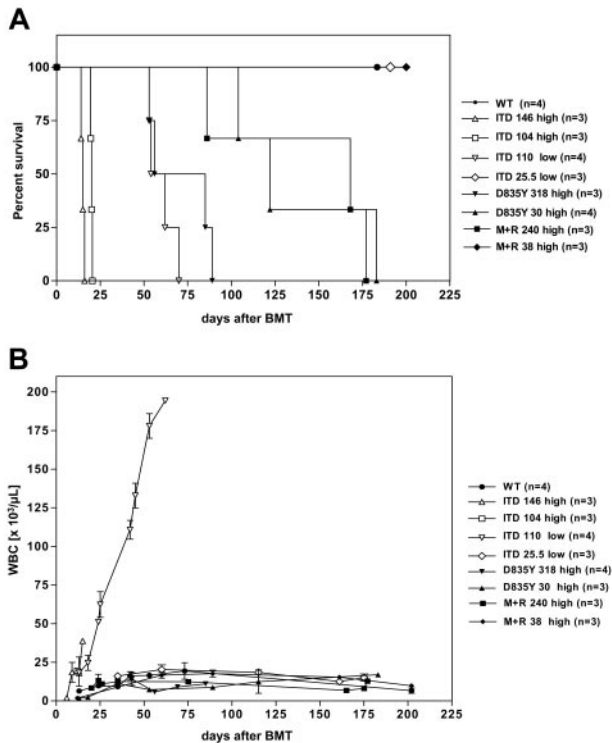 A
Percent survival
100
75
50
25
0
0 25 50 75 100 125 150 175 200 225
days after BMT
WT (n=4)
ITD 146 high (n=3)
ITD 104 high (n=3)
ITD 110 low (n=4)
ITD 25.5 low (n=3)
D835Y 318 high (n=3)
D835Y 30 high (n=4)
M+R 240 high (n=3)
M+R 38 high (n=3)
B
WBC [x 10³/µL]
200
175
150
125
100
75
50
25
0
0 25 50 75 100 125 150 175 200 225
days after BMT
WT (n=4)
ITD 146 high (n=3)
ITD 104 high (n=3)
ITD 110 low (n=4)
ITD 25.5 low (n=3)
D835Y 318 high (n=4)
D835Y 30 high (n=3)
M+R 240 high (n=3)
M+R 38 high (n=3)